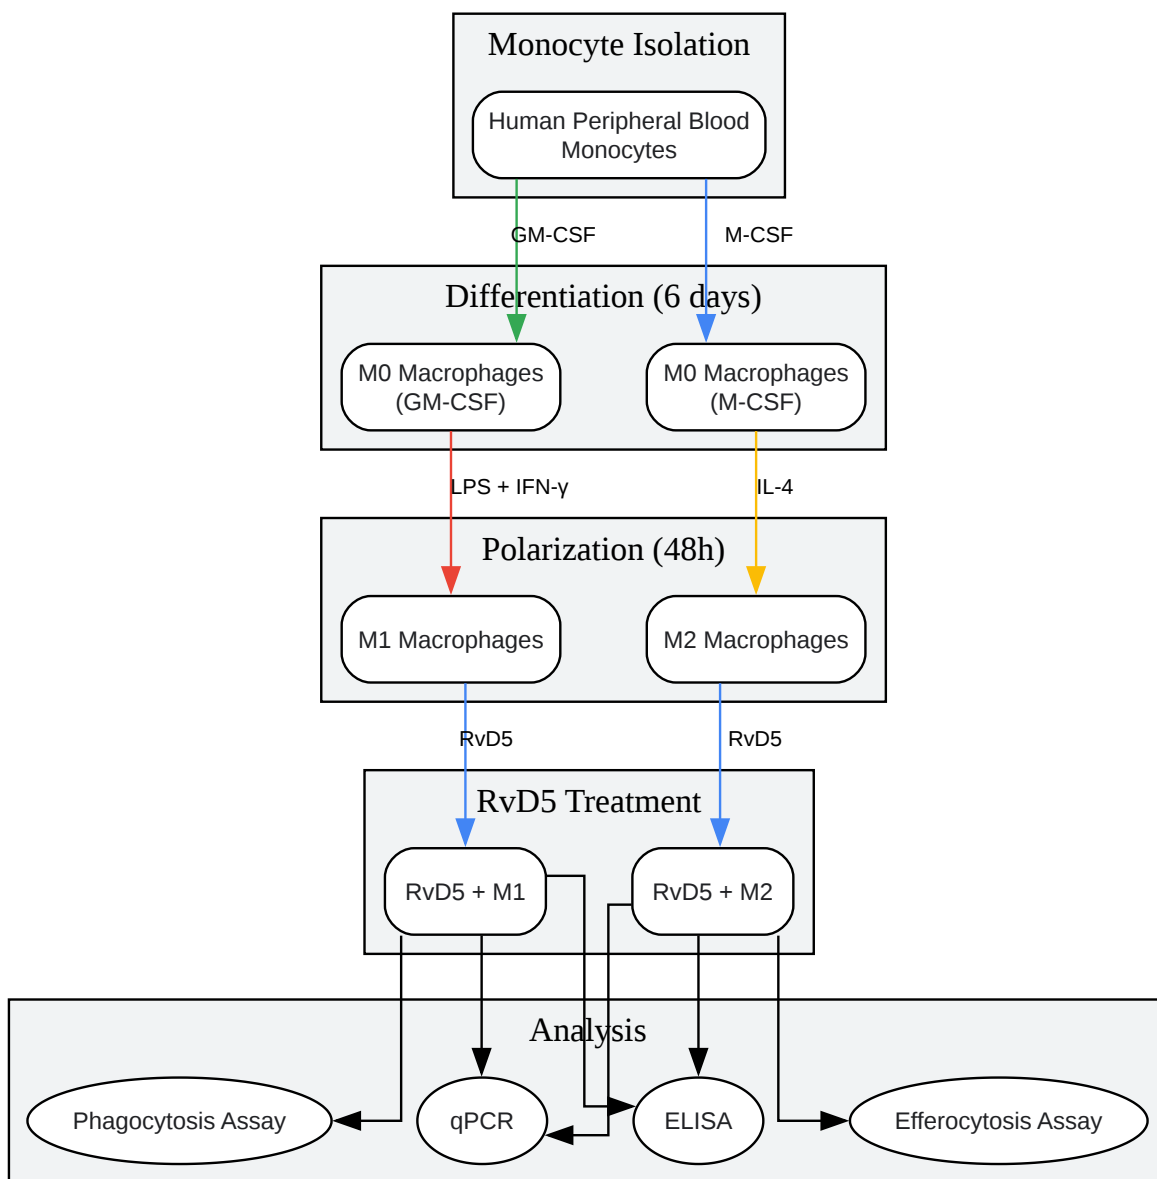 Monocyte Isolation
Human Peripheral Blood
Monocytes
GM-CSF
M-CSF
Differentiation (6 days)
M0 Macrophages
(GM-CSF)
M0 Macrophages
(M-CSF)
LPS + IFN-γ
IL-4
Polarization (48h)
M1 Macrophages
M2 Macrophages
RvD5
RvD5
RvD5 Treatment
RvD5 + M1
RvD5 + M2
Analysis
Phagocytosis Assay
qPCR
ELISA
Efferocytosis Assay